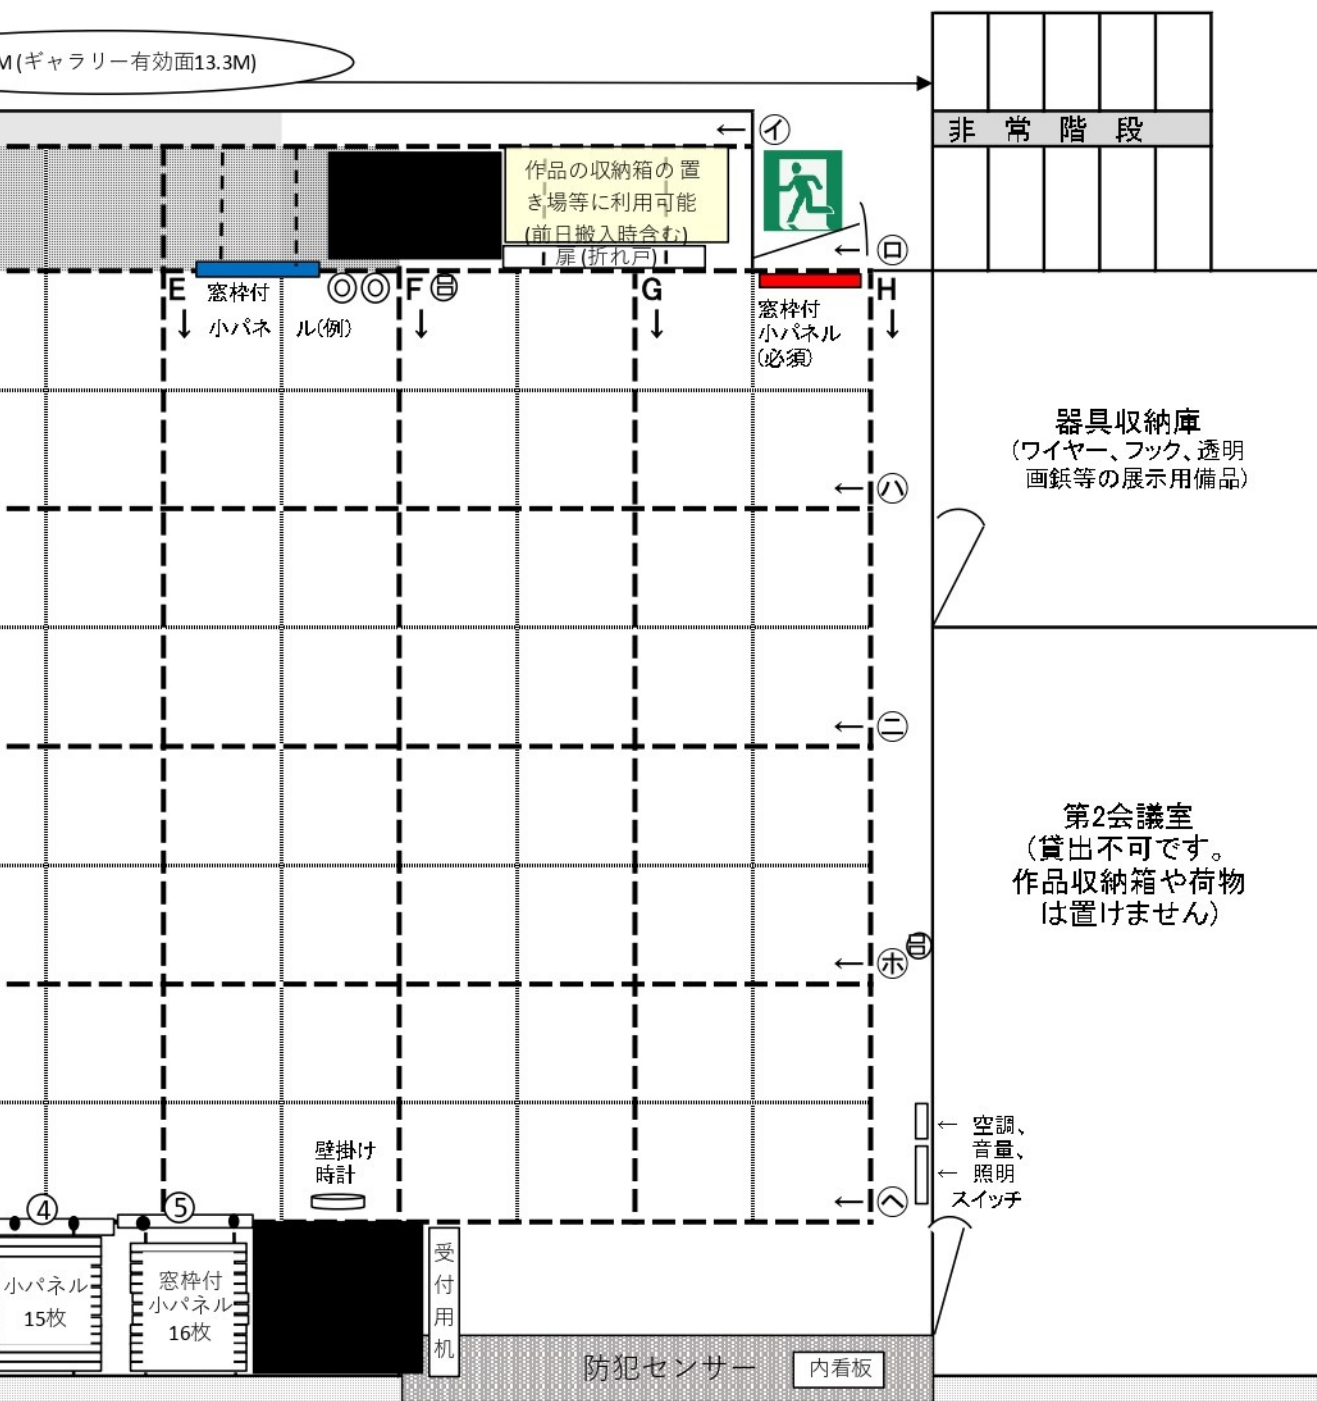 M(ギャラリー有効面13.3M)
非常階段
← ㋑
作品の収納箱の置
き場等に利用可能
(前日搬入時含む)
扉(折れ戸)
← ㋺
E
窓枠付
小パネル(例)
◎◎
F
G
H
窓枠付
小パネル
(必須)
器具収納庫
(ワイヤー、フック、透明
画鋲等の展示用備品)
← ㋩
← ㋥
第2会議室
(貸出不可です。
作品収納箱や荷物
は置けません)
← ㋭
← 空調、
音量、
← 照明
スイッチ
壁掛け
時計
← ㋬
④
⑤
小パネル
15枚
窓枠付
小パネル
16枚
受付用机
防犯センサー
内看板